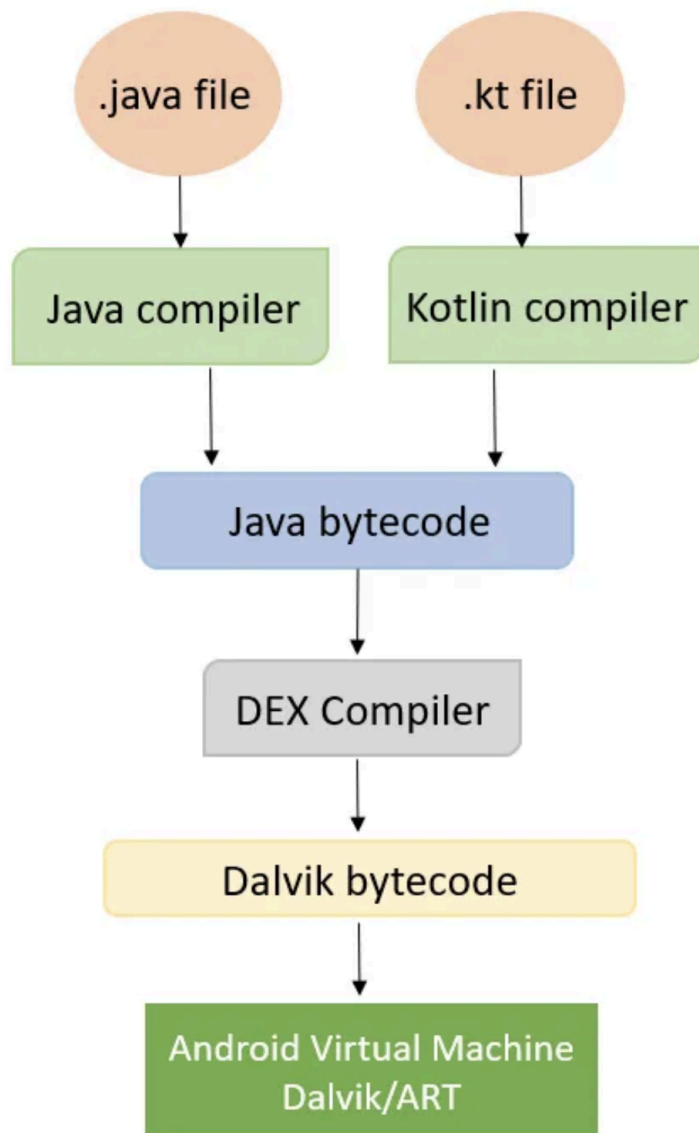 .java file
.kt file
Java compiler
Kotlin compiler
Java bytecode
DEX Compiler
Dalvik bytecode
Android Virtual Machine
Dalvik/ART